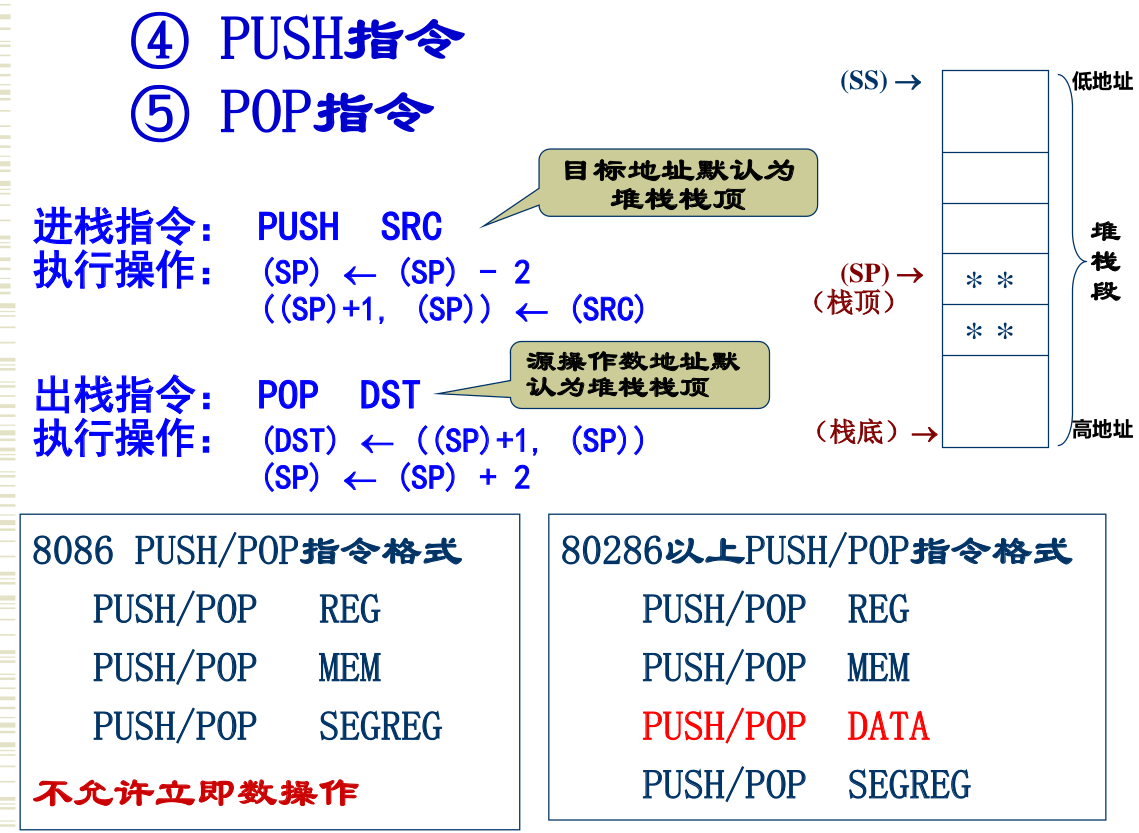 ④ PUSH指令
⑤ POP指令
目标地址默认为
堆栈栈顶
进栈指令： PUSH SRC
执行操作： (SP) ← (SP) - 2
((SP)+1, (SP)) ← (SRC)
源操作数地址默
认为堆栈栈顶
出栈指令： POP DST
执行操作： (DST) ← ((SP)+1, (SP))
(SP) ← (SP) + 2
(SS) →
低地址
堆
栈
段
(SP) →
（栈顶）
＊＊
＊＊
（栈底）→
高地址
8086 PUSH/POP指令格式
PUSH/POP REG
PUSH/POP MEM
PUSH/POP SEGREG
不允许立即数操作
80286以上PUSH/POP指令格式
PUSH/POP REG
PUSH/POP MEM
PUSH/POP DATA
PUSH/POP SEGREG